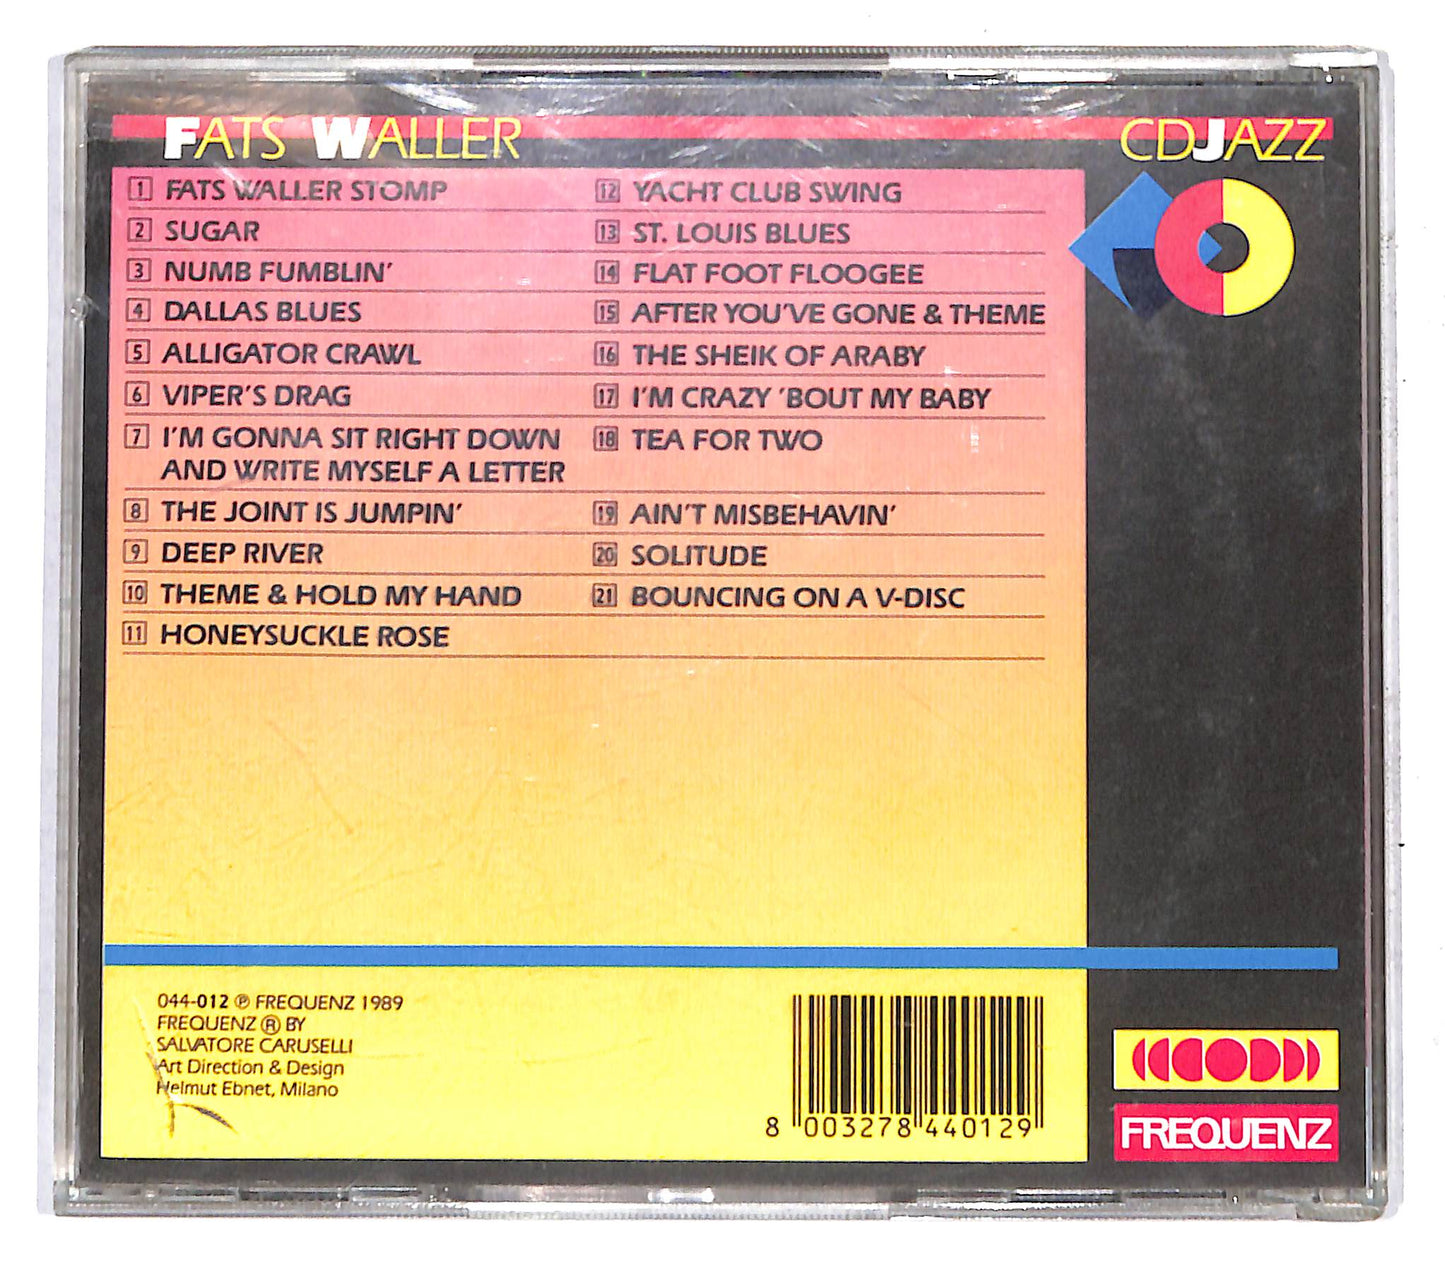 FATS WALLER
CDJAZZ
1 FATS WALLER STOMP
2 SUGAR
3 NUMB FUMBLIN'
4 DALLAS BLUES
5 ALLIGATOR CRAWL
6 VIPER'S DRAG
7 I'M GONNA SIT RIGHT DOWN
AND WRITE MYSELF A LETTER
8 THE JOINT IS JUMPIN'
9 DEEP RIVER
10 THEME & HOLD MY HAND
11 HONEYSUCKLE ROSE
12 YACHT CLUB SWING
13 ST. LOUIS BLUES
14 FLAT FOOT FLOOGEE
15 AFTER YOU'VE GONE & THEME
16 THE SHEIK OF ARABY
17 I'M CRAZY 'BOUT MY BABY
18 TEA FOR TWO
19 AIN'T MISBEHAVIN'
20 SOLITUDE
21 BOUNCING ON A V-DISC
044-012 ℗ FREQUENZ 1989
FREQUENZ ® BY
SALVATORE CARUSELLI
Art Direction & Design
Helmut Ebnet, Milano
8 003278 440129
FREQUENZ